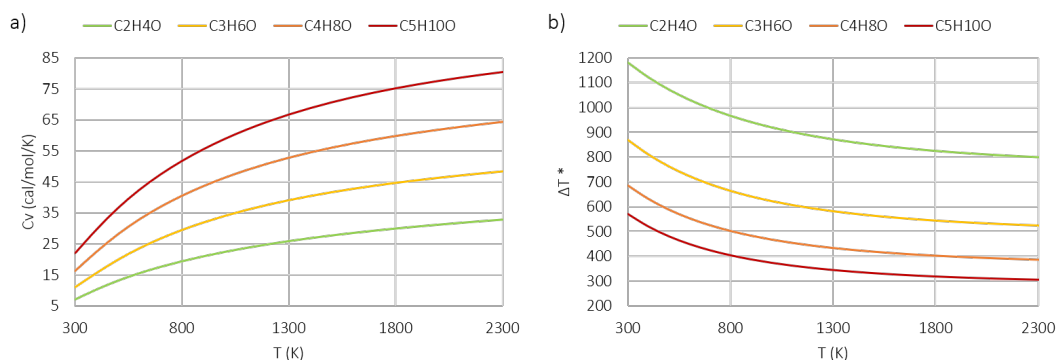 a)
C2H4O C3H6O C4H8O C5H10O
Cv (cal/mol/K)
85
75
65
55
45
35
25
15
5
300 800 1300 1800 2300
T (K)
b)
C2H4O C3H6O C4H8O C5H10O
ΔT *
1200
1100
1000
900
800
700
600
500
400
300
200
300 800 1300 1800 2300
T (K)